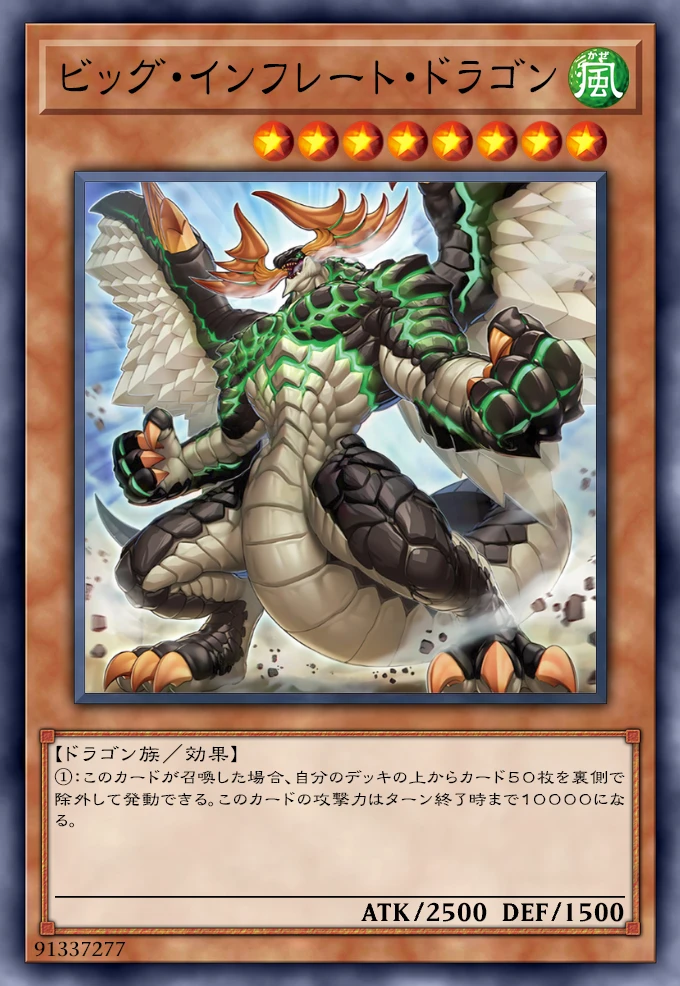 ビッグ・インフレート・ドラゴン
かぜ
風
【ドラゴン族／効果】
①：このカードが召喚した場合、自分のデッキの上からカード５０枚を裏側で
除外して発動できる。このカードの攻撃力はターン終了時まで１００００にな
る。
ATK/2500 DEF/1500
91337277